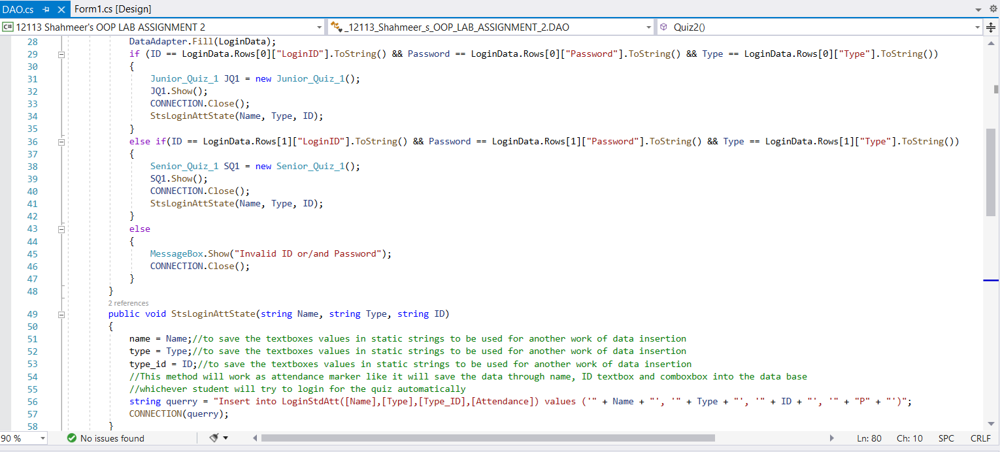 DAO.cs Form1.cs [Design]
C# 12113 Shahmeer's OOP LAB ASSIGNMENT 2 _12113_Shahmeer_s_OOP_LAB_ASSIGNMENT_2.DAO Quiz2()
28 DataAdapter.Fill(LoginData);
29 if (ID == LoginData.Rows[0]["LoginID"].ToString() && Password == LoginData.Rows[0]["Password"].ToString() && Type == LoginData.Rows[0]["Type"].ToString())
30 {
31 Junior_Quiz_1 JQ1 = new Junior_Quiz_1();
32 JQ1.Show();
33 CONNECTION.Close();
34 StsLoginAttState(Name, Type, ID);
35 }
36 else if(ID == LoginData.Rows[1]["LoginID"].ToString() && Password == LoginData.Rows[1]["Password"].ToString() && Type == LoginData.Rows[1]["Type"].ToString())
37 {
38 Senior_Quiz_1 SQ1 = new Senior_Quiz_1();
39 SQ1.Show();
40 CONNECTION.Close();
41 StsLoginAttState(Name, Type, ID);
42 }
43 else
44 {
45 MessageBox.Show("Invalid ID or/and Password");
46 CONNECTION.Close();
47 }
48 }
2 references
49 public void StsLoginAttState(string Name, string Type, string ID)
50 {
51 name = Name;//to save the textboxes values in static strings to be used for another work of data insertion
52 type = Type;//to save the textboxes values in static strings to be used for another work of data insertion
53 type_id = ID;//to save the textboxes values in static strings to be used for another work of data insertion
54 //This method will work as attendance marker like it will save the data through name, ID textbox and comboxbox into the data base
55 //whichever student will try to login for the quiz automatically
56 string querry = "Insert into LoginStdAtt([Name],[Type],[Type_ID],[Attendance]) values ('" + Name + "', '" + Type + "', '" + ID + "', '" + "P" + "')";
57 CONNECTION(querry);
58 }
90 % No issues found Ln: 80 Ch: 10 SPC CRLF